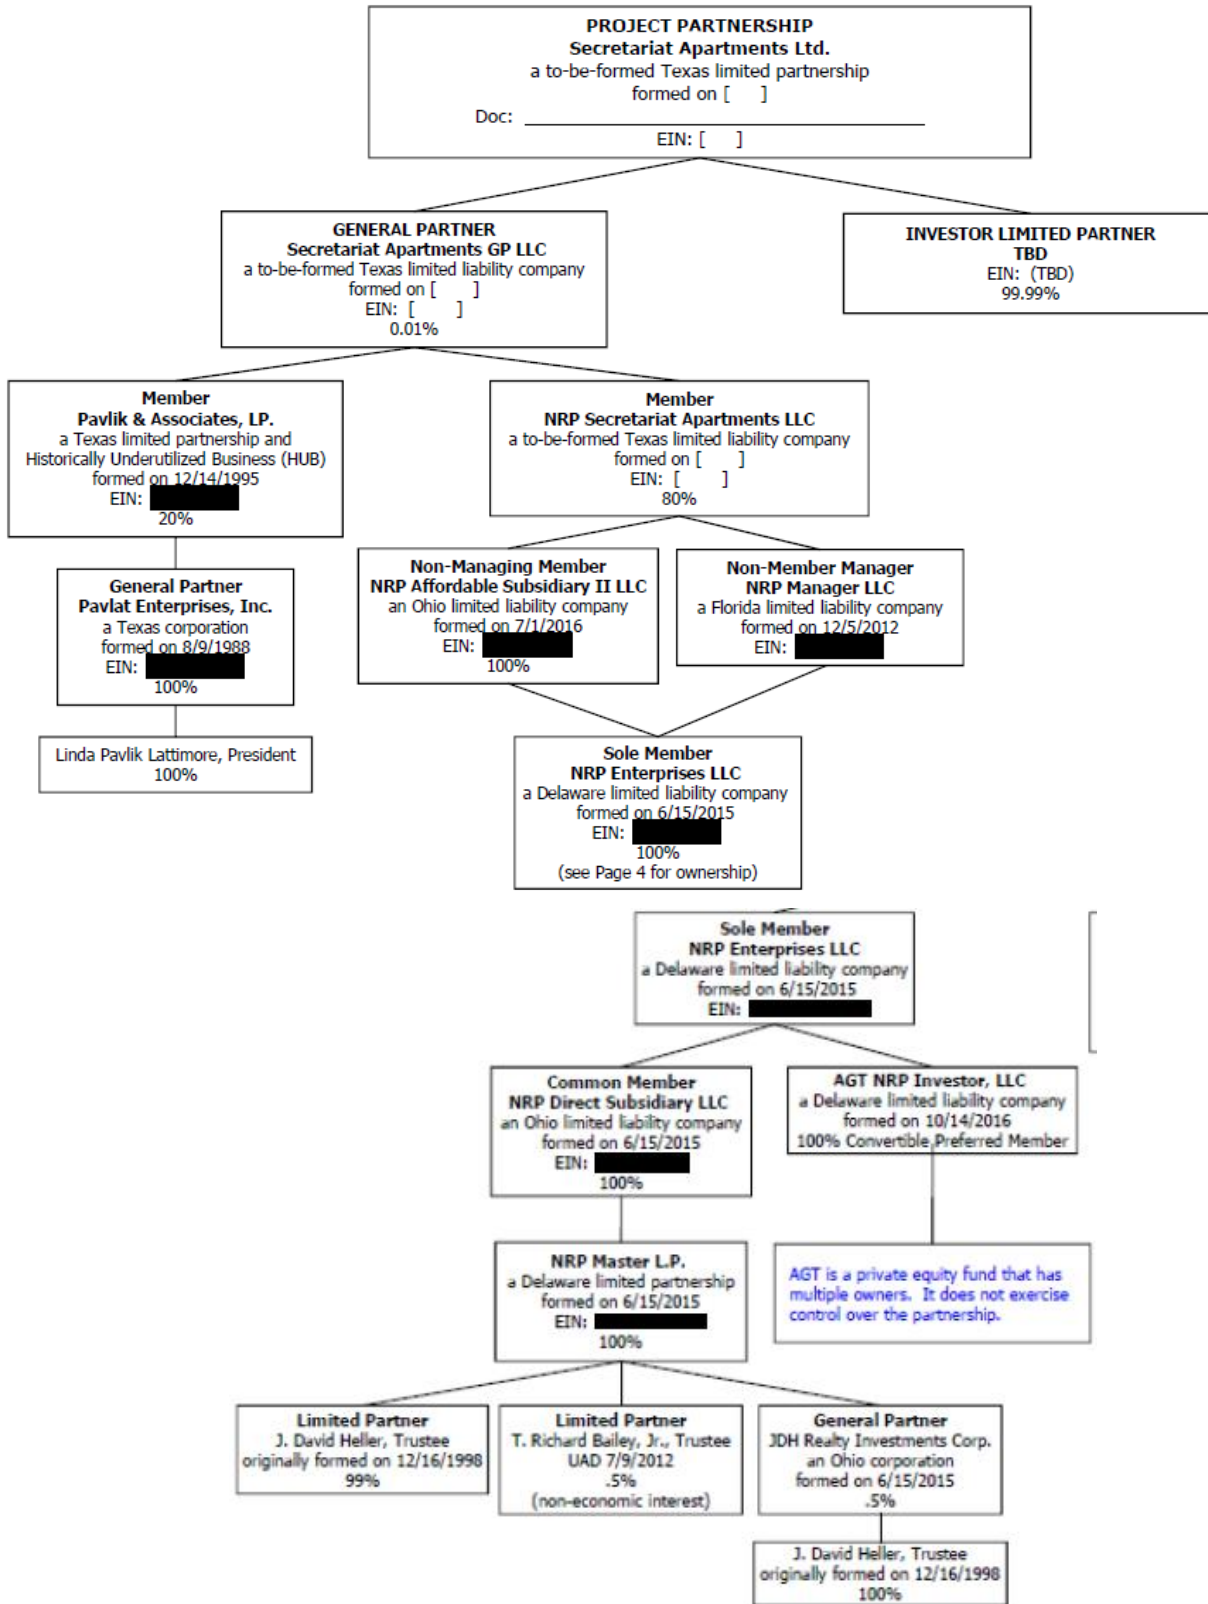 PROJECT PARTNERSHIP
Secretariat Apartments Ltd.
a to-be-formed Texas limited partnership
formed on [ ]
Doc:
EIN: [ ]
GENERAL PARTNER
Secretariat Apartments GP LLC
a to-be-formed Texas limited liability company
formed on [ ]
EIN: [ ]
0.01%
INVESTOR LIMITED PARTNER
TBD
EIN: (TBD)
99.99%
Member
Pavlik & Associates, LP.
a Texas limited partnership and
Historically Underutilized Business (HUB)
formed on 12/14/1995
EIN:
20%
Member
NRP Secretariat Apartments LLC
a to-be-formed Texas limited liability company
formed on [ ]
EIN: [ ]
80%
General Partner
Pavlat Enterprises, Inc.
a Texas corporation
formed on 8/9/1988
EIN:
100%
Non-Managing Member
NRP Affordable Subsidiary II LLC
an Ohio limited liability company
formed on 7/1/2016
EIN:
100%
Non-Member Manager
NRP Manager LLC
a Florida limited liability company
formed on 12/5/2012
EIN:
Linda Pavlik Lattimore, President
100%
Sole Member
NRP Enterprises LLC
a Delaware limited liability company
formed on 6/15/2015
EIN:
100%
(see Page 4 for ownership)
Sole Member
NRP Enterprises LLC
a Delaware limited liability company
formed on 6/15/2015
EIN:
Common Member
NRP Direct Subsidiary LLC
an Ohio limited liability company
formed on 6/15/2015
EIN:
100%
AGT NRP Investor, LLC
a Delaware limited liability company
formed on 10/14/2016
100% Convertible Preferred Member
NRP Master L.P.
a Delaware limited partnership
formed on 6/15/2015
EIN:
100%
AGT is a private equity fund that has
multiple owners. It does not exercise
control over the partnership.
Limited Partner
J. David Heller, Trustee
originally formed on 12/16/1998
99%
Limited Partner
T. Richard Bailey, Jr., Trustee
UAD 7/9/2012
.5%
(non-economic interest)
General Partner
JDH Realty Investments Corp.
an Ohio corporation
formed on 6/15/2015
.5%
J. David Heller, Trustee
originally formed on 12/16/1998
100%